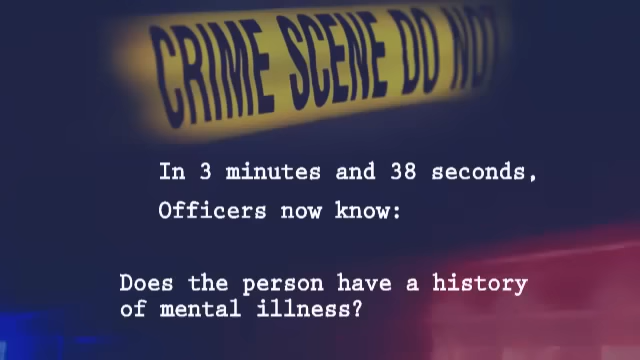 CRIME SCENE DO NOT
In 3 minutes and 38 seconds,
Officers now know:
Does the person have a history
of mental illness?